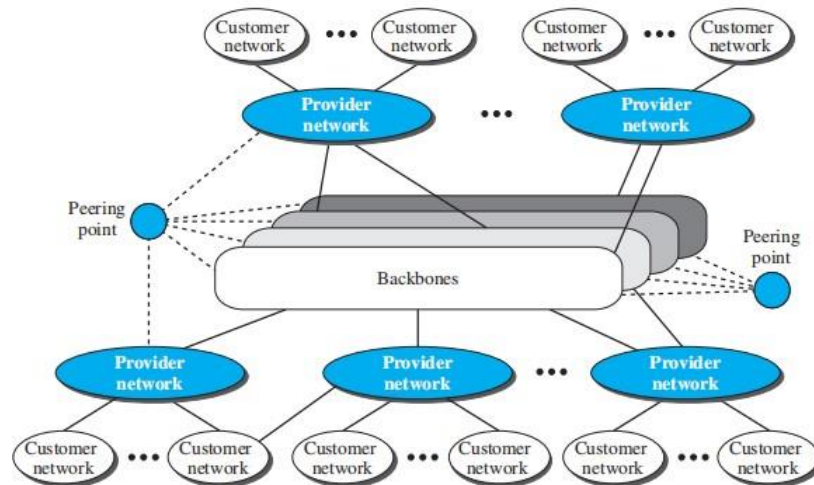 Customer network ••• Customer network
Customer network ••• Customer network
Provider network ••• Provider network
Peering point
Peering point
Backbones
Provider network
Provider network ••• Provider network
Customer network ••• Customer network
Customer network ••• Customer network
Customer network ••• Customer network